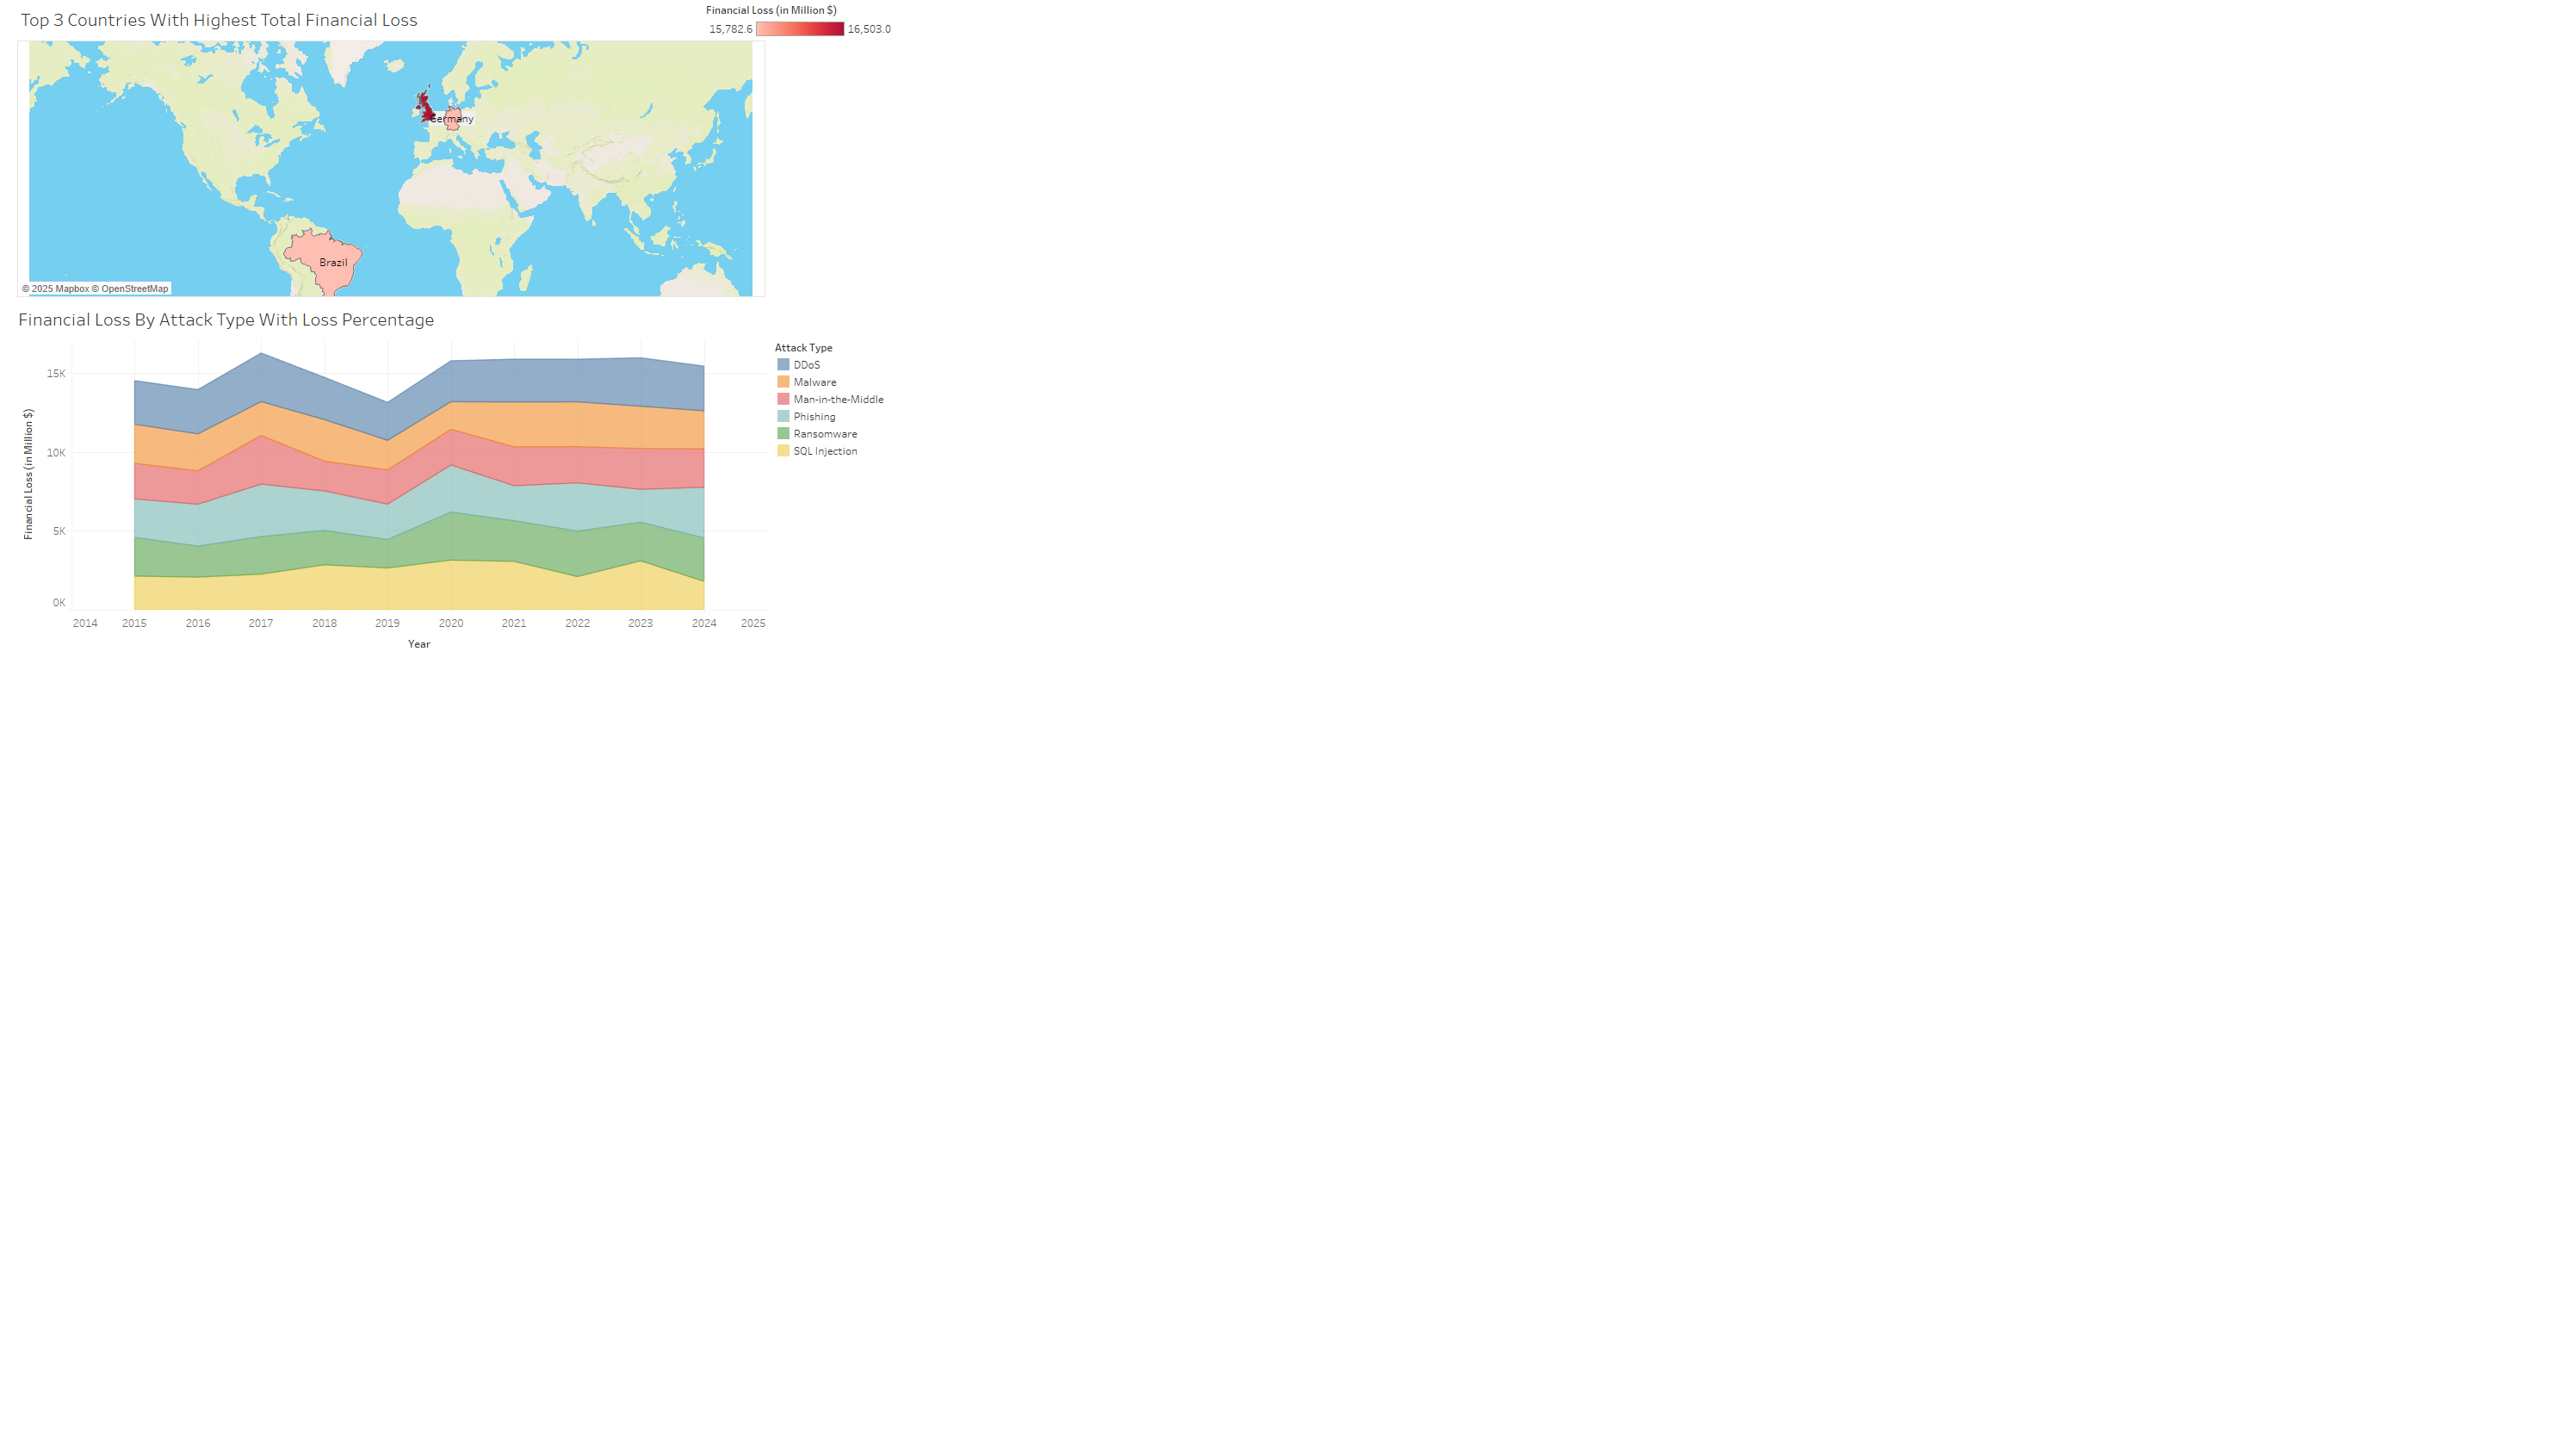 Top 3 Countries With Highest Total Financial Loss
Financial Loss (in Million $)
15,782.6 16,503.0
Germany
Brazil
© 2025 Mapbox © OpenStreetMap
Financial Loss By Attack Type With Loss Percentage
Attack Type
DDoS
Malware
Man-in-the-Middle
Phishing
Ransomware
SQL Injection
Financial Loss (in Million $)
15K
10K
5K
0K
2014 2015 2016 2017 2018 2019 2020 2021 2022 2023 2024 2025
Year